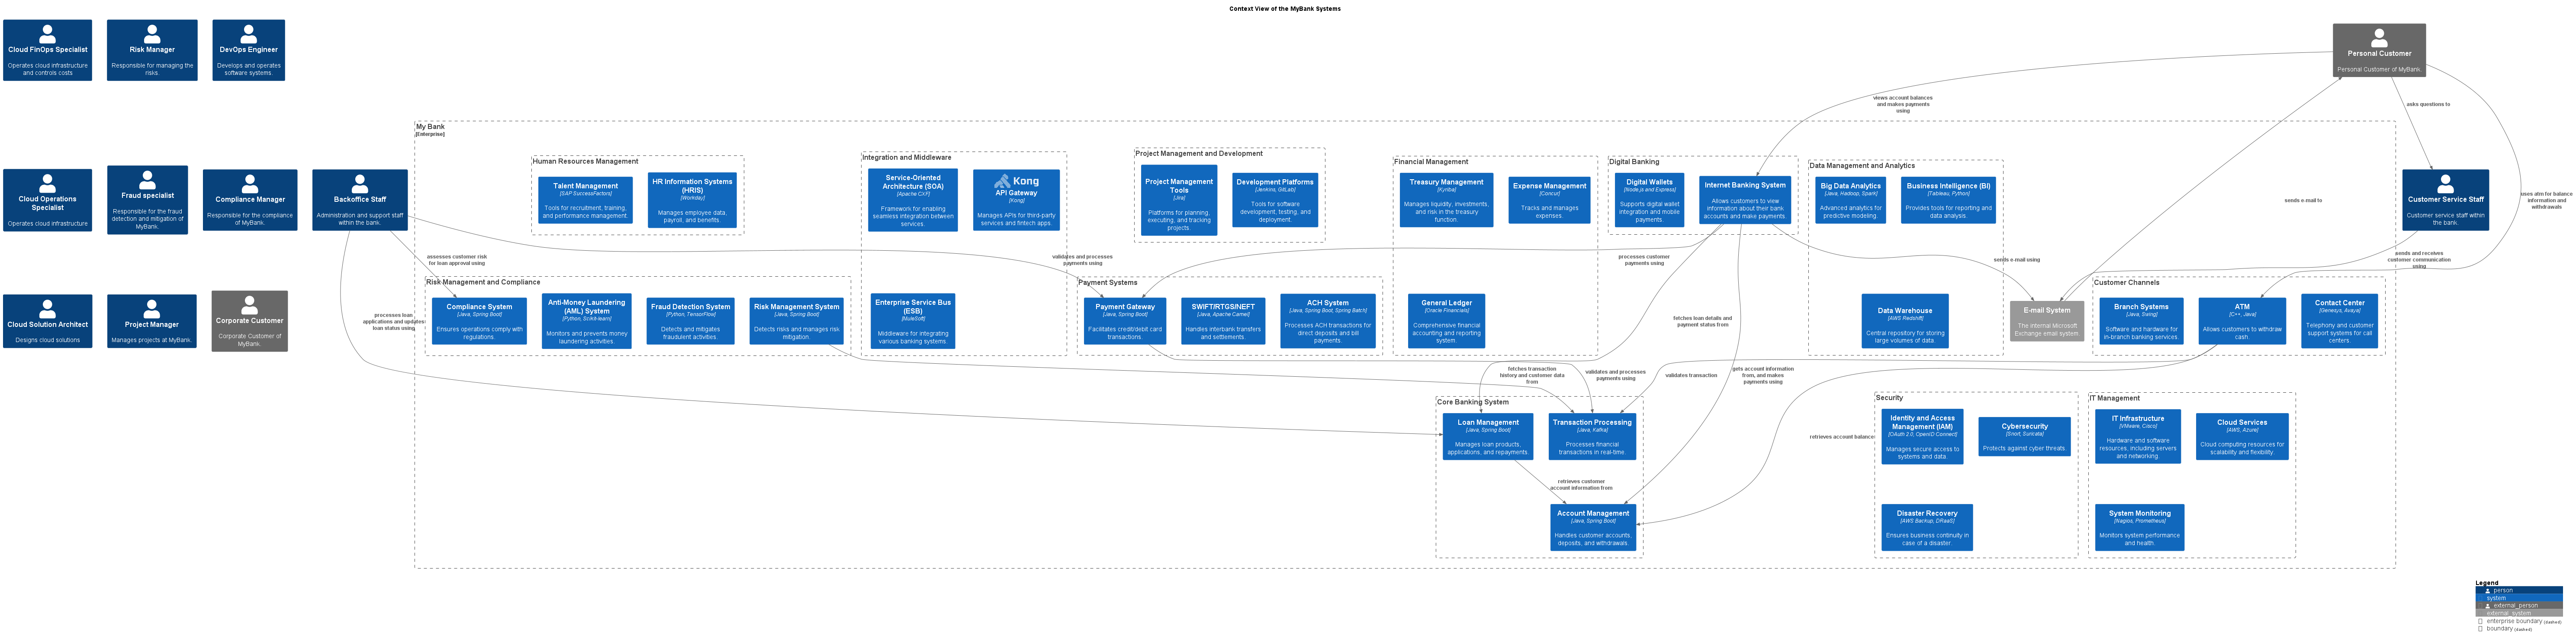 Context View of the MyBank Systems
Cloud FinOps Specialist
Operates cloud infrastructure
and controls costs
Risk Manager
Responsible for managing the
risks.
DevOps Engineer
Develops and operates
software systems.
Personal Customer
Personal Customer of MyBank.
views account balances
and makes payments
using
asks questions to
My Bank
[Enterprise]
Cloud Operations
Specialist
Operates cloud infrastructure
Fraud specialist
Responsible for the fraud
detection and mitigation of
MyBank.
Compliance Manager
Responsible for the compliance
of MyBank.
Backoffice Staff
Administration and support staff
within the bank.
Human Resources Management
Talent Management
[SAP SuccessFactors]
Tools for recruitment, training,
and performance management.
HR Information Systems
(HRIS)
[Workday]
Manages employee data,
payroll, and benefits.
Integration and Middleware
Service-Oriented
Architecture (SOA)
[Apache CXF]
Framework for enabling
seamless integration between
services.
Kong
API Gateway
[Kong]
Manages APIs for third-party
services and fintech apps.
Project Management and Development
Project Management
Tools
[Jira]
Platforms for planning,
executing, and tracking
projects.
Development Platforms
[Jenkins, GitLab]
Tools for software
development, testing, and
deployment.
Financial Management
Treasury Management
[Kyriba]
Manages liquidity, investments,
and risk in the treasury
function.
Expense Management
[Concur]
Tracks and manages
expenses.
Digital Banking
Digital Wallets
[Node.js and Express]
Supports digital wallet
integration and mobile
payments.
Internet Banking System
Allows customers to view
information about their bank
accounts and make payments.
Data Management and Analytics
Big Data Analytics
[Java, Hadoop, Spark]
Advanced analytics for
predictive modeling.
Business Intelligence (BI)
[Tableau, Python]
Provides tools for reporting and
data analysis.
sends e-mail to
Customer Service Staff
Customer service staff within
the bank.
uses atm for balance
information and
withdrawals
assesses customer risk
for loan approval using
validates and processes
payments using
processes customer
payments using
sends e-mail using
sends and receives
customer communication
using
Cloud Solution Architect
Designs cloud solutions
Project Manager
Manages projects at MyBank.
Corporate Customer
Corporate Customer of
MyBank.
processes loan
applications and updates
loan status using
Risk Management and Compliance
Compliance System
[Java, Spring Boot]
Ensures operations comply with
regulations.
Anti-Money Laundering
(AML) System
[Python, Scikit-learn]
Monitors and prevents money
laundering activities.
Fraud Detection System
[Python, TensorFlow]
Detects and mitigates
fraudulent activities.
Risk Management System
[Java, Spring Boot]
Detects risks and manages risk
mitigation.
Enterprise Service Bus
(ESB)
[MuleSoft]
Middleware for integrating
various banking systems.
Payment Systems
Payment Gateway
[Java, Spring Boot]
Facilitates credit/debit card
transactions.
SWIFT/RTGS/NEFT
[Java, Apache Camel]
Handles interbank transfers
and settlements.
ACH System
[Java, Spring Boot, Spring Batch]
Processes ACH transactions for
direct deposits and bill
payments.
General Ledger
[Oracle Financials]
Comprehensive financial
accounting and reporting
system.
fetches loan details and
payment status from
Data Warehouse
[AWS Redshift]
Central repository for storing
large volumes of data.
E-mail System
The internal Microsoft
Exchange email system.
Customer Channels
Branch Systems
[Java, Swing]
Software and hardware for
in-branch banking services.
ATM
[C++, Java]
Allows customers to withdraw
cash.
Contact Center
[Genesys, Avaya]
Telephony and customer
support systems for call
centers.
fetches transaction
history and customer data
from
validates and processes
payments using
validates transaction
gets account information
from, and makes
payments using
Core Banking System
Loan Management
[Java, Spring Boot]
Manages loan products,
applications, and repayments.
Transaction Processing
[Java, Kafka]
Processes financial
transactions in real-time.
retrieves account balance
retrieves customer
account information from
Account Management
[Java, Spring Boot]
Handles customer accounts,
deposits, and withdrawals.
Security
Identity and Access
Management (IAM)
[OAuth 2.0, OpenID Connect]
Manages secure access to
systems and data.
Cybersecurity
[Snort, Suricata]
Protects against cyber threats.
Disaster Recovery
[AWS Backup, DRaaS]
Ensures business continuity in
case of a disaster.
IT Management
IT Infrastructure
[VMware, Cisco]
Hardware and software
resources, including servers
and networking.
Cloud Services
[AWS, Azure]
Cloud computing resources for
scalability and flexibility.
System Monitoring
[Nagios, Prometheus]
Monitors system performance
and health.
Legend
person
system
external_person
external_system
enterprise boundary (dashed)
boundary (dashed)